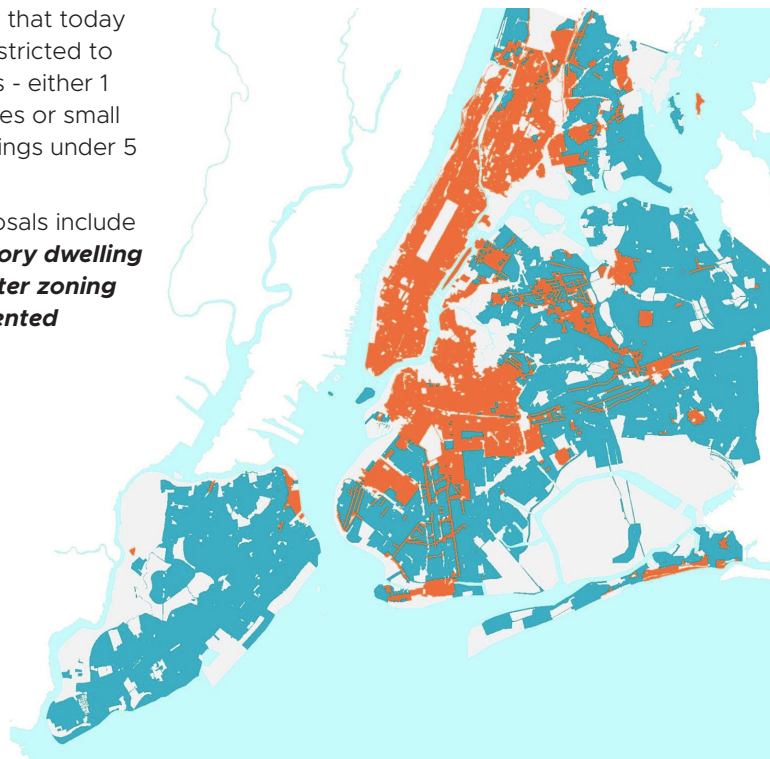 that today
stricted to
s - either 1
es or small
ings under 5
osals include
ory dwelling
ter zoning
ented